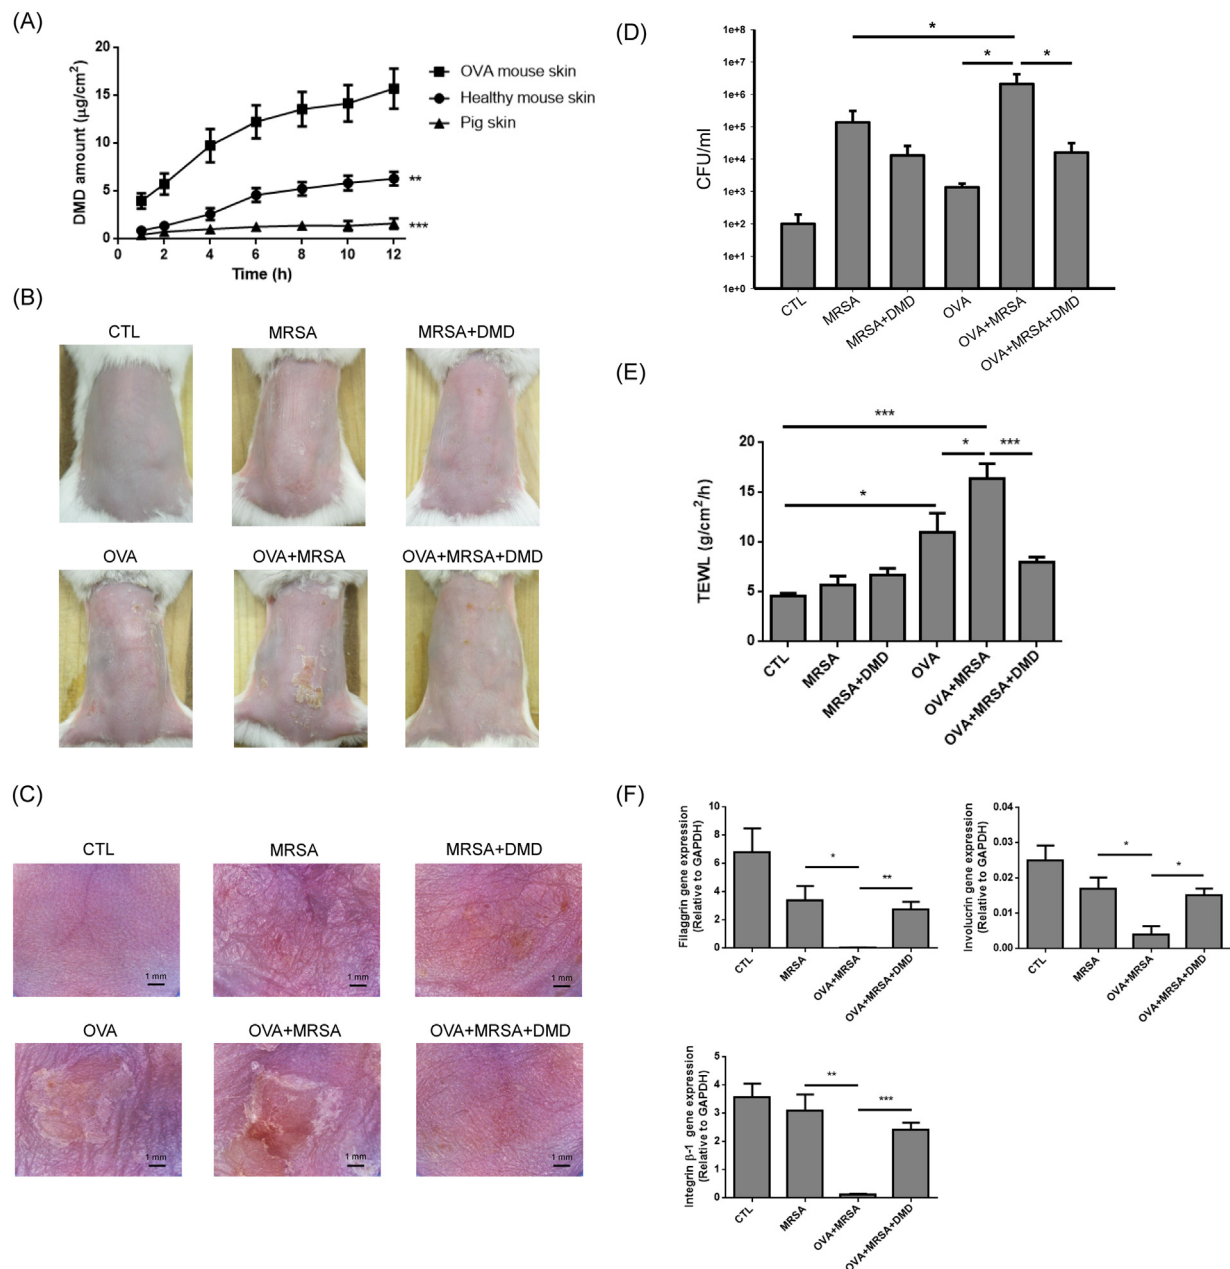 (A)
20
15
10
5
0
DMD amount (μg/cm²)
0 2 4 6 8 10 12
Time (h)
OVA mouse skin
Healthy mouse skin
Pig skin
**
***
(B)
CTL MRSA MRSA+DMD
OVA OVA+MRSA OVA+MRSA+DMD
(C)
CTL MRSA MRSA+DMD
1 mm 1 mm 1 mm
OVA OVA+MRSA OVA+MRSA+DMD
1 mm 1 mm 1 mm
(D)
CFU/ml
1e+8
1e+7
1e+6
1e+5
1e+4
1e+3
1e+2
1e+1
1e+0
*
* *
CTL MRSA MRSA+DMD OVA OVA+MRSA OVA+MRSA+DMD
(E)
TEWL (g/cm²/h)
20
15
10
5
0
***
* ***
*
CTL MRSA MRSA+DMD OVA OVA+MRSA OVA+MRSA+DMD
(F)
Filaggrin gene expression
(Relative to GAPDH)
10
8
6
4
2
0
* **
CTL MRSA OVA+MRSA OVA+MRSA+DMD
Involucrin gene expression
(Relative to GAPDH)
0.04
0.03
0.02
0.01
0.00
* *
CTL MRSA OVA+MRSA OVA+MRSA+DMD
Integrin β-1 gene expression
(Relative to GAPDH)
5
4
3
2
1
0
** ***
CTL MRSA OVA+MRSA OVA+MRSA+DMD